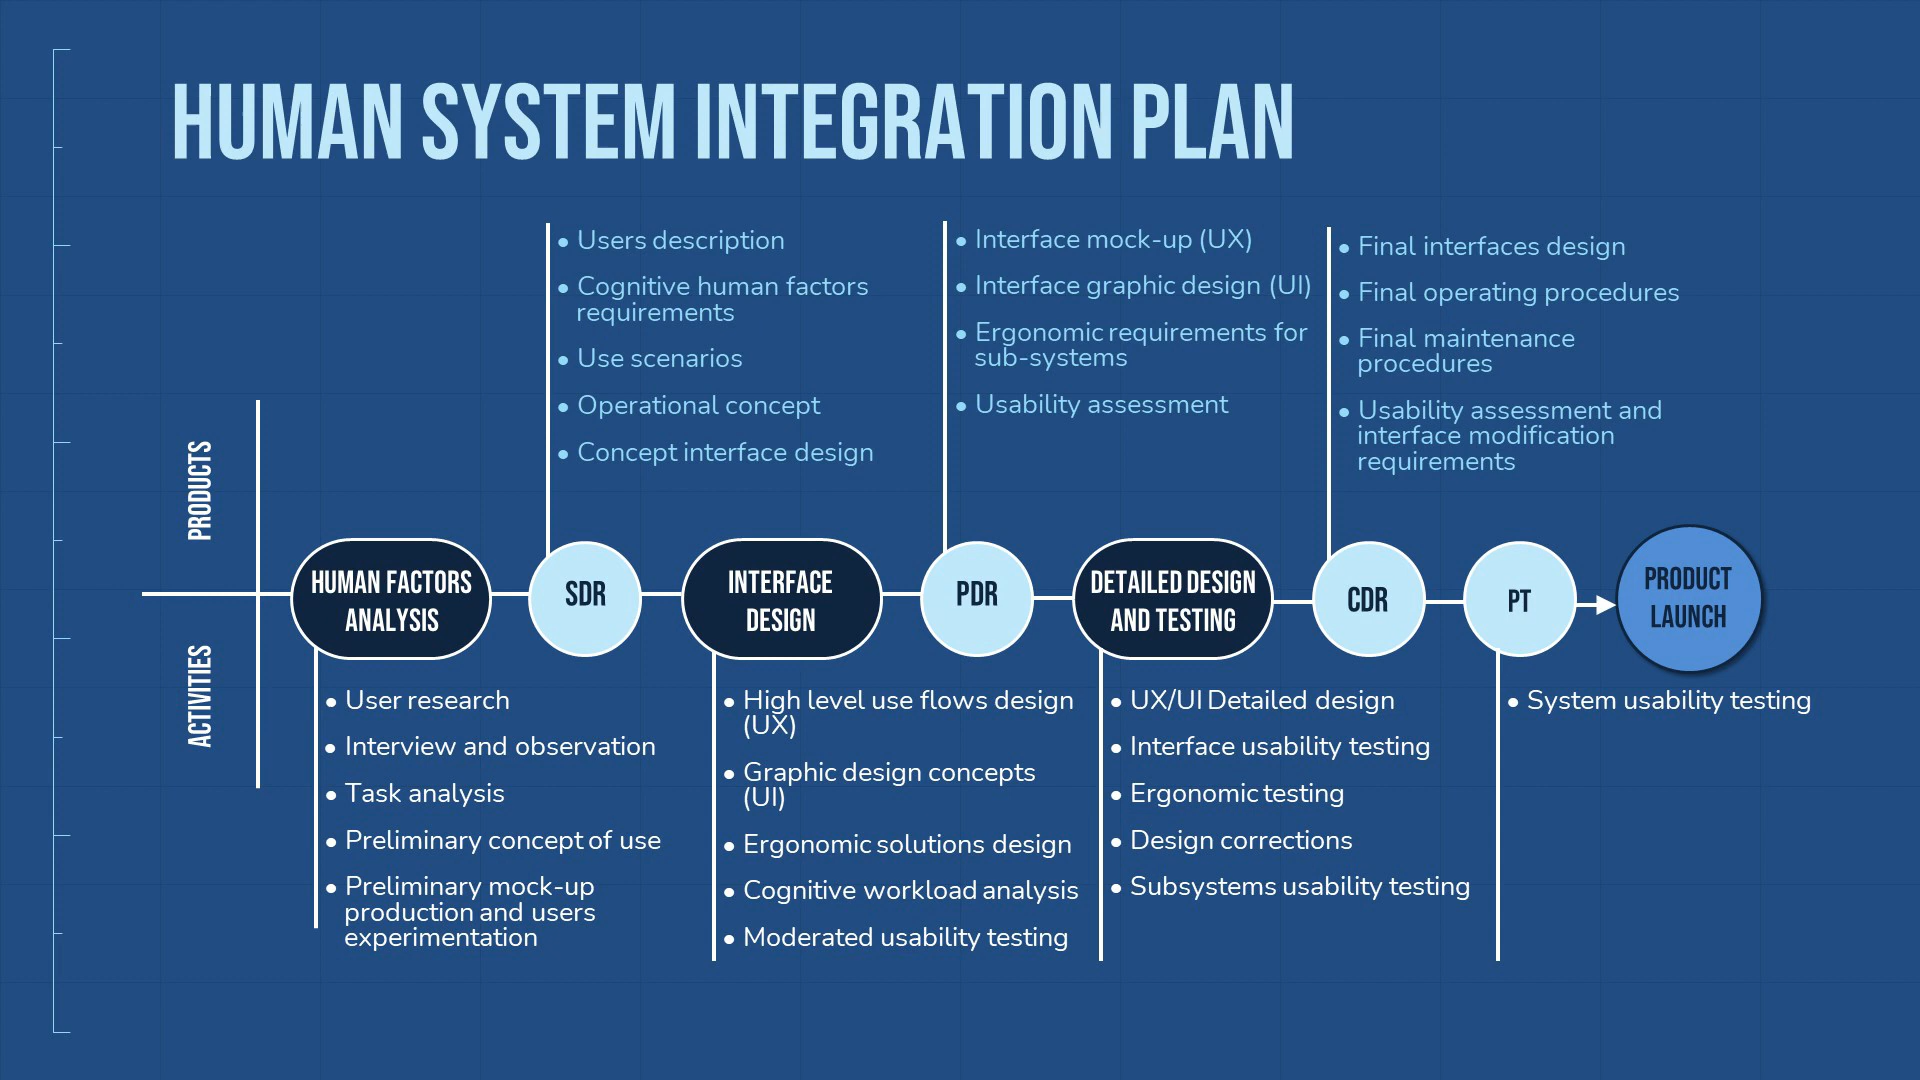 HUMAN SYSTEM INTEGRATION PLAN
• Users description
• Cognitive human factors
requirements
• Use scenarios
• Operational concept
• Concept interface design
• Interface mock-up (UX)
• Interface graphic design (UI)
• Ergonomic requirements for
sub-systems
• Usability assessment
• Final interfaces design
• Final operating procedures
• Final maintenance
procedures
• Usability assessment and
interface modification
requirements
PRODUCTS
HUMAN FACTORS
ANALYSIS
SDR
INTERFACE
DESIGN
PDR
DETAILED DESIGN
AND TESTING
CDR
PT
PRODUCT
LAUNCH
ACTIVITIES
• User research
• Interview and observation
• Task analysis
• Preliminary concept of use
• Preliminary mock-up
production and users
experimentation
• High level use flows design
(UX)
• Graphic design concepts
(UI)
• Ergonomic solutions design
• Cognitive workload analysis
• Moderated usability testing
• UX/UI Detailed design
• Interface usability testing
• Ergonomic testing
• Design corrections
• Subsystems usability testing
• System usability testing